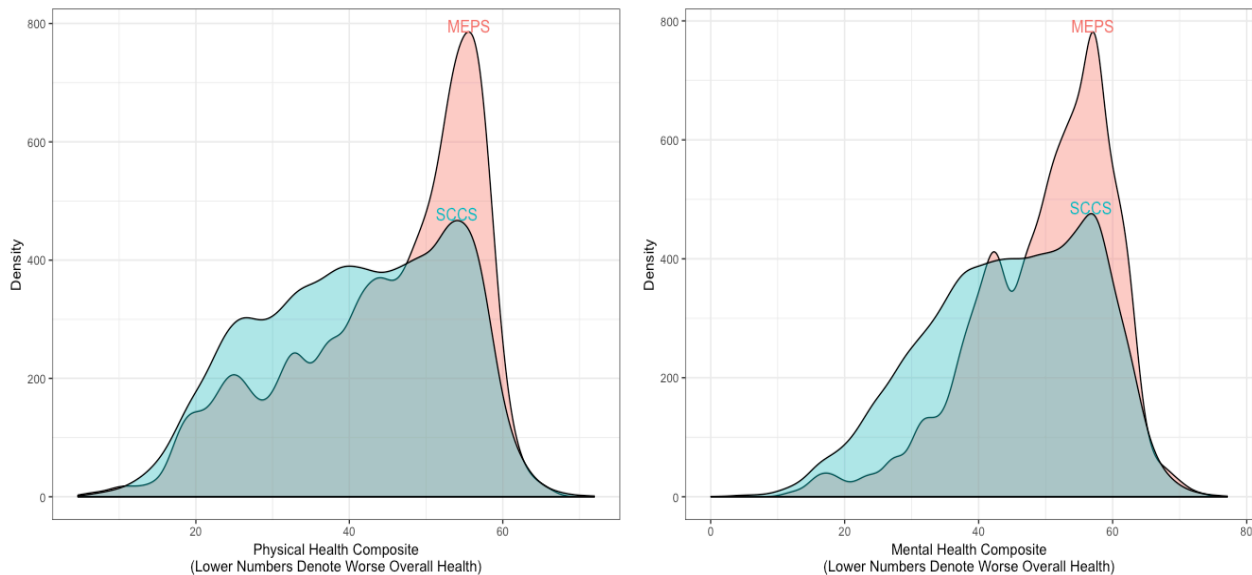 800
600
400
200
0
Density
MEPS
SCCS
20
40
60
Physical Health Composite
(Lower Numbers Denote Worse Overall Health)
800
600
400
200
0
Density
MEPS
SCCS
0
20
40
60
80
Mental Health Composite
(Lower Numbers Denote Worse Overall Health)